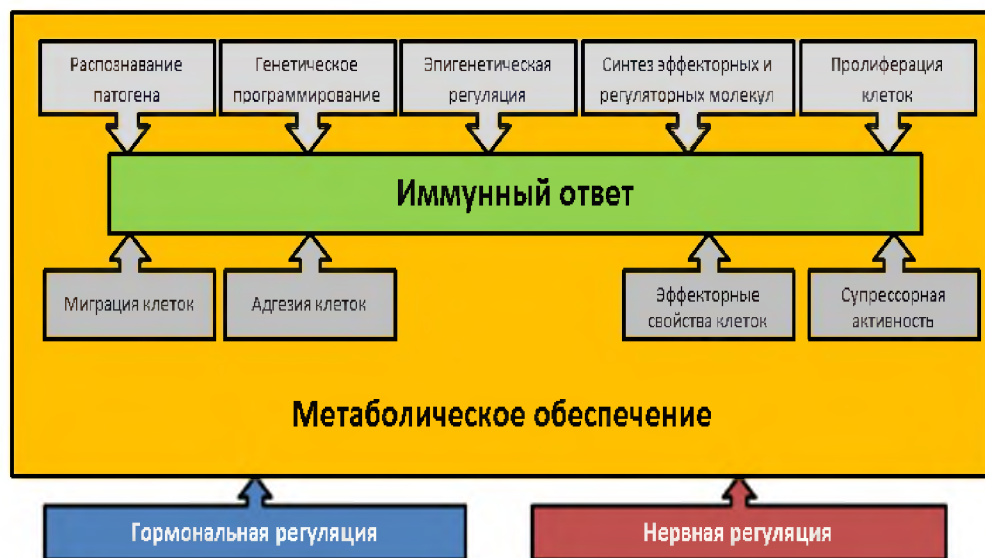 Распознавание
патогена
Генетическое
программирование
Эпигенетическая
регуляция
Синтез эффекторных и
регуляторных молекул
Пролиферация
клеток
Иммунный ответ
Миграция клеток
Адгезия клеток
Эффекторные
свойства клеток
Супрессорная
активность
Метаболическое обеспечение
Гормональная регуляция
Нервная регуляция